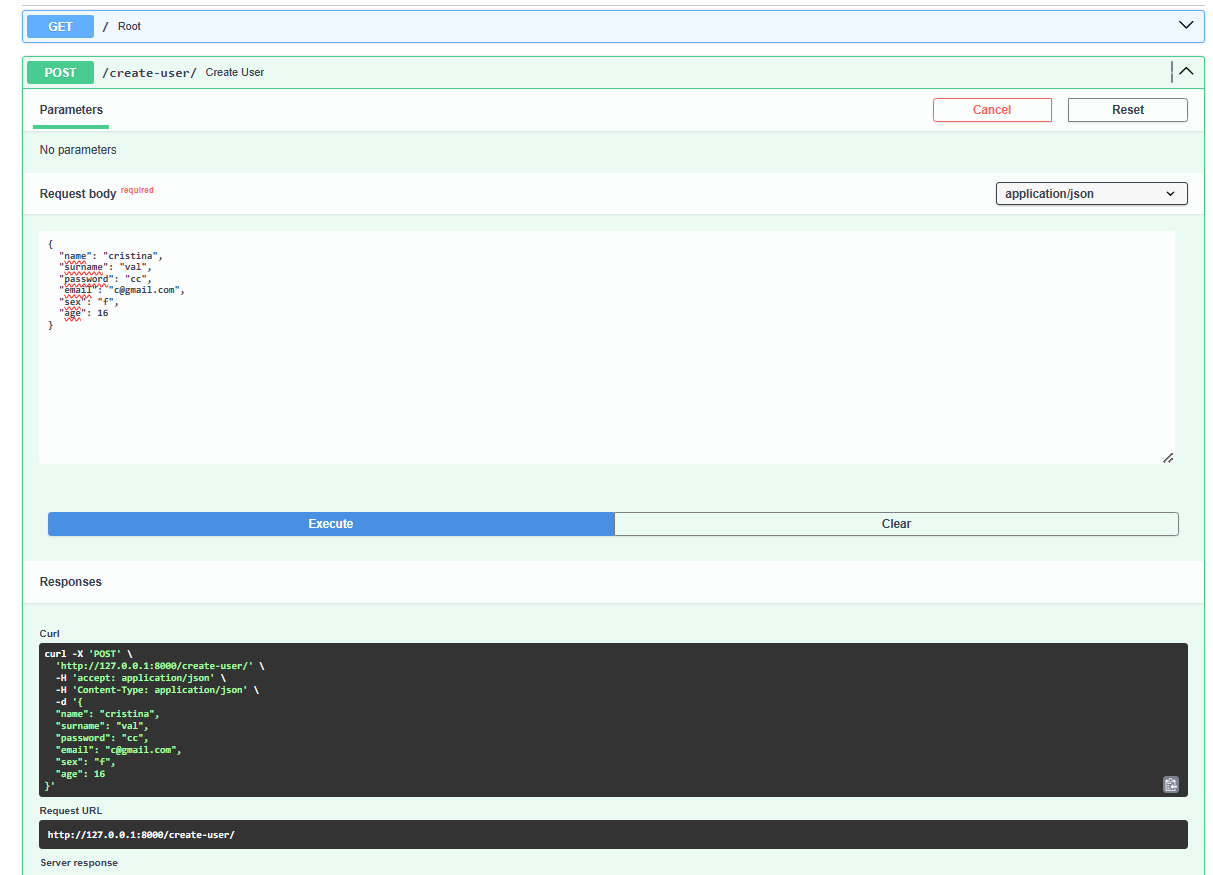 GET / Root
POST /create-user/ Create User
Parameters
Cancel
Reset
No parameters
Request body required
application/json
{
"name": "cristina",
"surname": "val",
"password": "cc",
"email": "c@gmail.com",
"sex": "f",
"age": 16
}
Execute
Clear
Responses
Curl
curl -X 'POST' \
'http://127.0.0.1:8000/create-user/' \
-H 'accept: application/json' \
-H 'Content-Type: application/json' \
-d '{
"name": "cristina",
"surname": "val",
"password": "cc",
"email": "c@gmail.com",
"sex": "f",
"age": 16
}'
Request URL
http://127.0.0.1:8000/create-user/
Server response